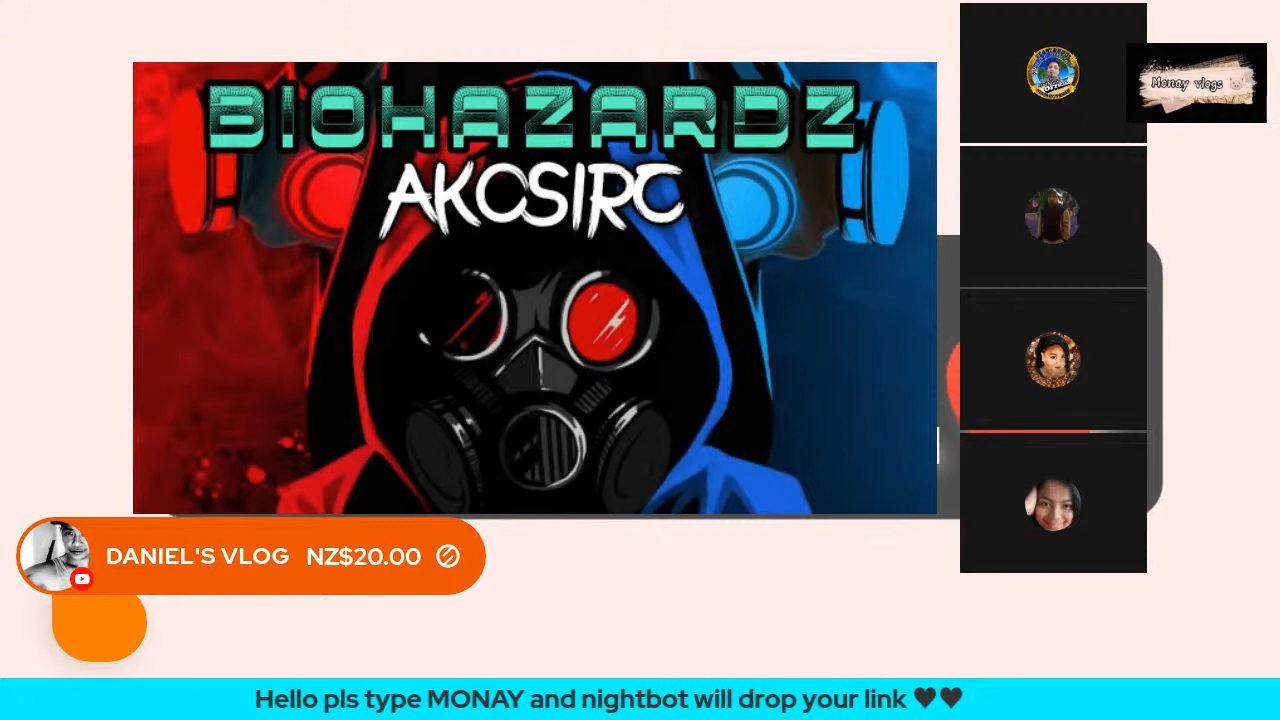 BIOHAZARDZ
AKOSIRC
Monay vlogs
DANIEL'S VLOG NZ$20.00
Hello pls type MONAY and nightbot will drop your link ♥♥